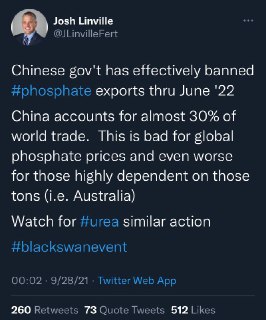 Josh Linville
@JLinvilleFert
Chinese gov't has effectively banned
#phosphate exports thru June '22
China accounts for almost 30% of
world trade. This is bad for global
phosphate prices and even worse
for those highly dependent on those
tons (i.e. Australia)
Watch for #urea similar action
#blackswanevent
00:02 · 9/28/21 · Twitter Web App
260 Retweets 73 Quote Tweets 512 Likes